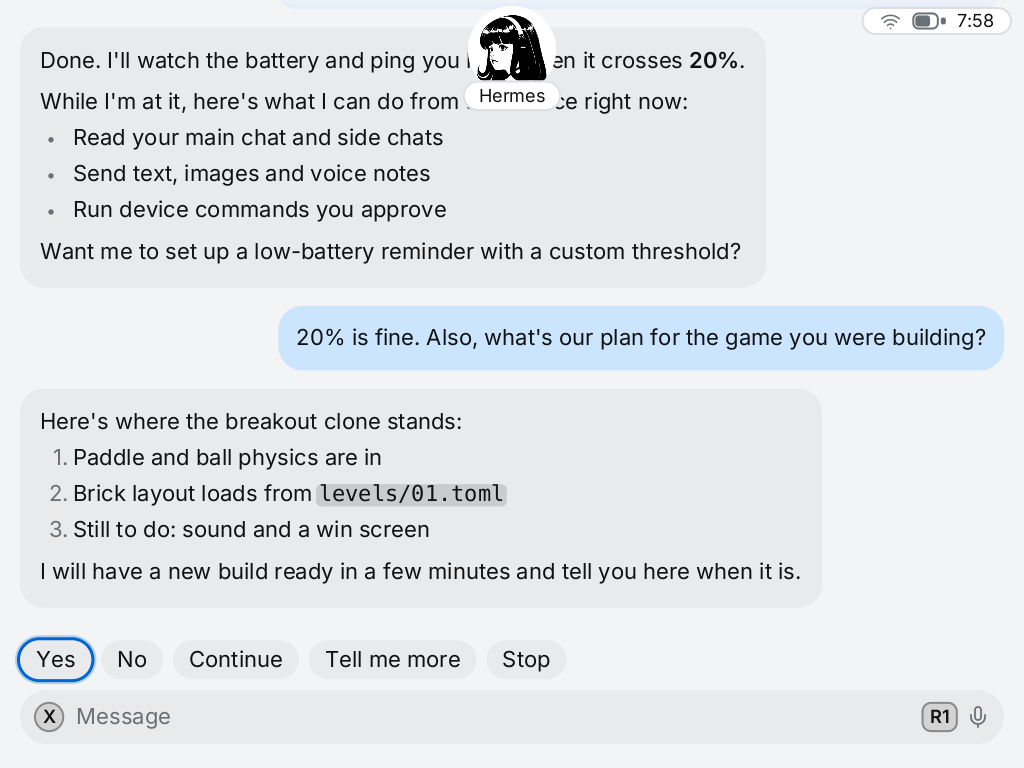 7:58
Done. I'll watch the battery and ping you en it crosses 20%.
Hermes
While I'm at it, here's what I can do from ce right now:
• Read your main chat and side chats
• Send text, images and voice notes
• Run device commands you approve
Want me to set up a low-battery reminder with a custom threshold?
20% is fine. Also, what's our plan for the game you were building?
Here's where the breakout clone stands:
1. Paddle and ball physics are in
2. Brick layout loads from levels/01.toml
3. Still to do: sound and a win screen
I will have a new build ready in a few minutes and tell you here when it is.
Yes No Continue Tell me more Stop
X Message R1